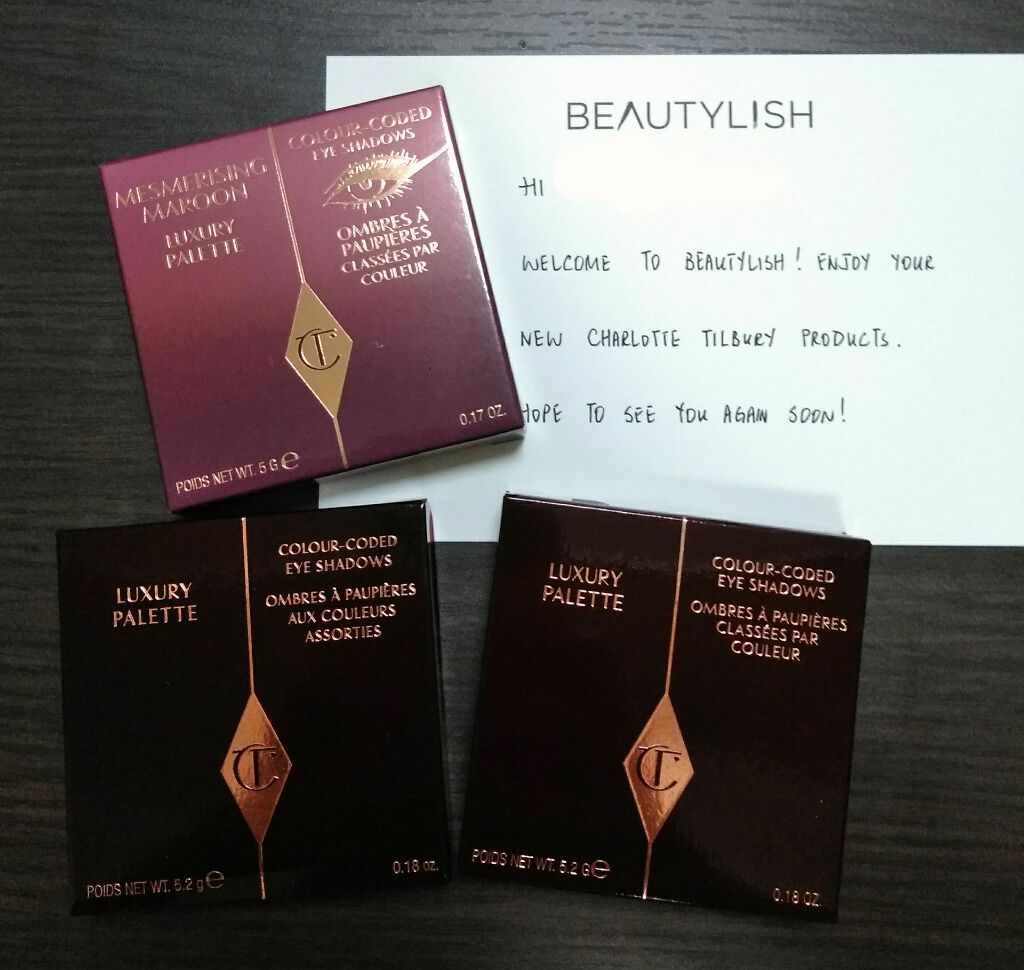 BEAUTYLISH
HI
WELCOME TO BEAUTYLISH! ENJOY YOUR
NEW CHARLOTTE TILBURY PRODUCTS.
HOPE TO SEE YOU AGAIN SOON!
MESMERISING
MAROON
LUXURY
PALETTE
COLOUR-CODED
EYE SHADOWS
OMBRES À
PAUPIÈRES
CLASSÉES PAR
COULEUR
CT
POIDS NET WT. 5 G e
0.17 OZ.
LUXURY
PALETTE
COLOUR-CODED
EYE SHADOWS
OMBRES À PAUPIÈRES
AUX COULEURS
ASSORTIES
CT
POIDS NET WT. 5.2 g e
0.18 oz.
LUXURY
PALETTE
COLOUR-CODED
EYE SHADOWS
OMBRES À PAUPIÈRES
CLASSÉES PAR
COULEUR
CT
POIDS NET WT. 5.2 G e
0.18 OZ.